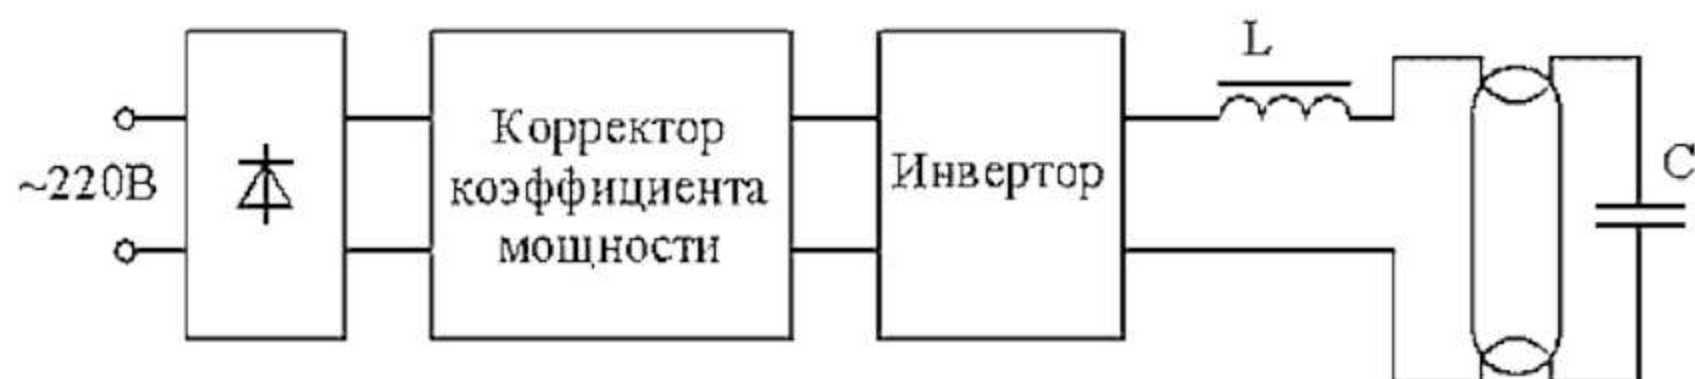 ~220В
Корректор
коэффициента
мощности
Инвертор
L
C